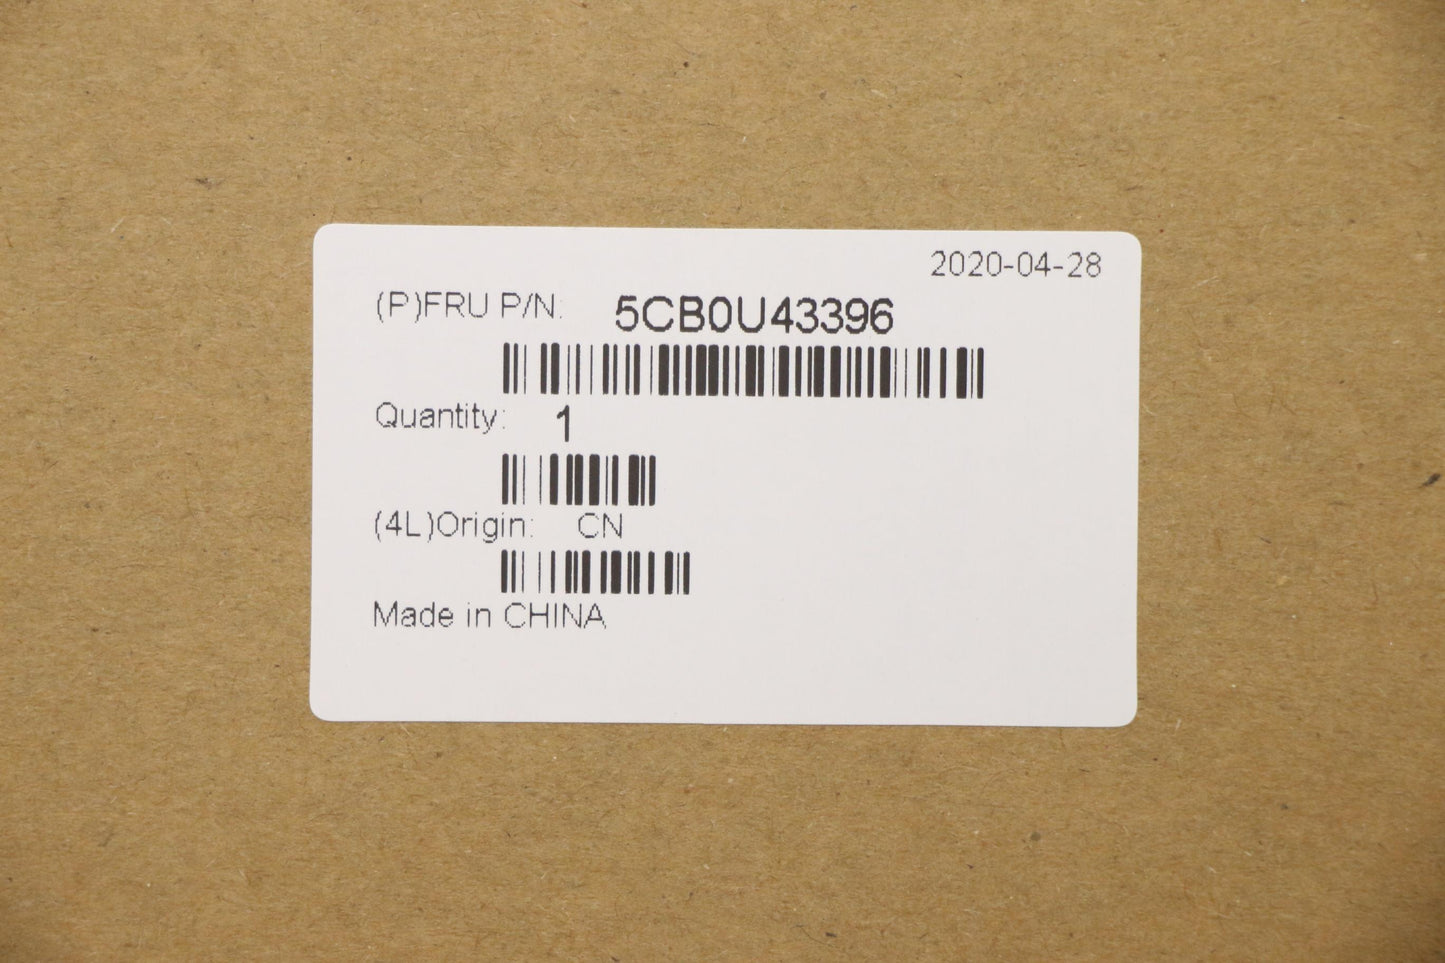 2020-04-28
(P)FRU P/N: 5CB0U43396
Quantity: 1
(4L)Origin: CN
Made in CHINA